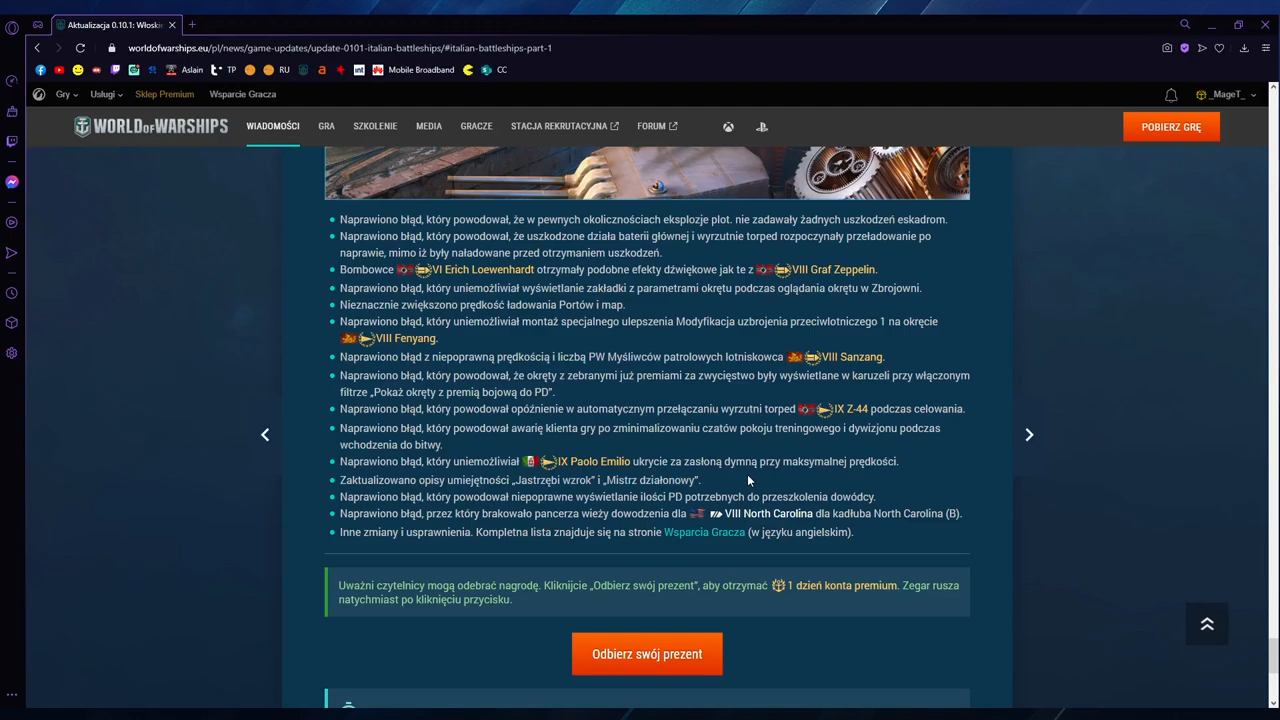 Aktualizacja 0.10.1: Włoski
worldofwarships.eu/pl/news/game-updates/update-0101-italian-battleships/#italian-battleships-part-1
Aslain TP RU int Mobile Broadband CC
Gry Usługi Sklep Premium Wsparcie Gracza _MageT_
WORLD OF WARSHIPS WIADOMOŚCI GRA SZKOLENIE MEDIA GRACZE STACJA REKRUTACYJNA FORUM POBIERZ GRĘ
Naprawiono błąd, który powodował, że w pewnych okolicznościach eksplozje plot. nie zadawały żadnych uszkodzeń eskadrom.
Naprawiono błąd, który powodował, że uszkodzone działa baterii głównej i wyrzutnie torped rozpoczynały przeładowanie po
naprawie, mimo iż były naładowane przed otrzymaniem uszkodzeń.
Bombowce VI Erich Loewenhardt otrzymały podobne efekty dźwiękowe jak te z VIII Graf Zeppelin.
Naprawiono błąd, który uniemożliwiał wyświetlanie zakładki z parametrami okrętu podczas oglądania okrętu w Zbrojowni.
Nieznacznie zwiększono prędkość ładowania Portów i map.
Naprawiono błąd, który uniemożliwiał montaż specjalnego ulepszenia Modyfikacja uzbrojenia przeciwlotniczego 1 na okręcie
VIII Fenyang.
Naprawiono błąd z niepoprawną prędkością i liczbą PW Myśliwców patrolowych lotniskowca VIII Sanzang.
Naprawiono błąd, który powodował, że okręty z zebranymi już premiami za zwycięstwo były wyświetlane w karuzeli przy włączonym
filtrze „Pokaż okręty z premią bojową do PD”.
Naprawiono błąd, który powodował opóźnienie w automatycznym przełączaniu wyrzutni torped IX Z-44 podczas celowania.
Naprawiono błąd, który powodował awarię klienta gry po zminimalizowaniu czatów pokoju treningowego i dywizjonu podczas
wchodzenia do bitwy.
Naprawiono błąd, który uniemożliwiał IX Paolo Emilio ukrycie za zasłoną dymną przy maksymalnej prędkości.
Zaktualizowano opisy umiejętności „Jastrzębi wzrok” i „Mistrz działonowy”.
Naprawiono błąd, który powodował niepoprawne wyświetlanie ilości PD potrzebnych do przeszkolenia dowódcy.
Naprawiono błąd, przez który brakowało pancerza wieży dowodzenia dla VIII North Carolina dla kadłuba North Carolina (B).
Inne zmiany i usprawnienia. Kompletna lista znajduje się na stronie Wsparcia Gracza (w języku angielskim).
Uważni czytelnicy mogą odebrać nagrodę. Kliknijcie „Odbierz swój prezent”, aby otrzymać 1 dzień konta premium. Zegar rusza
natychmiast po kliknięciu przycisku.
Odbierz swój prezent